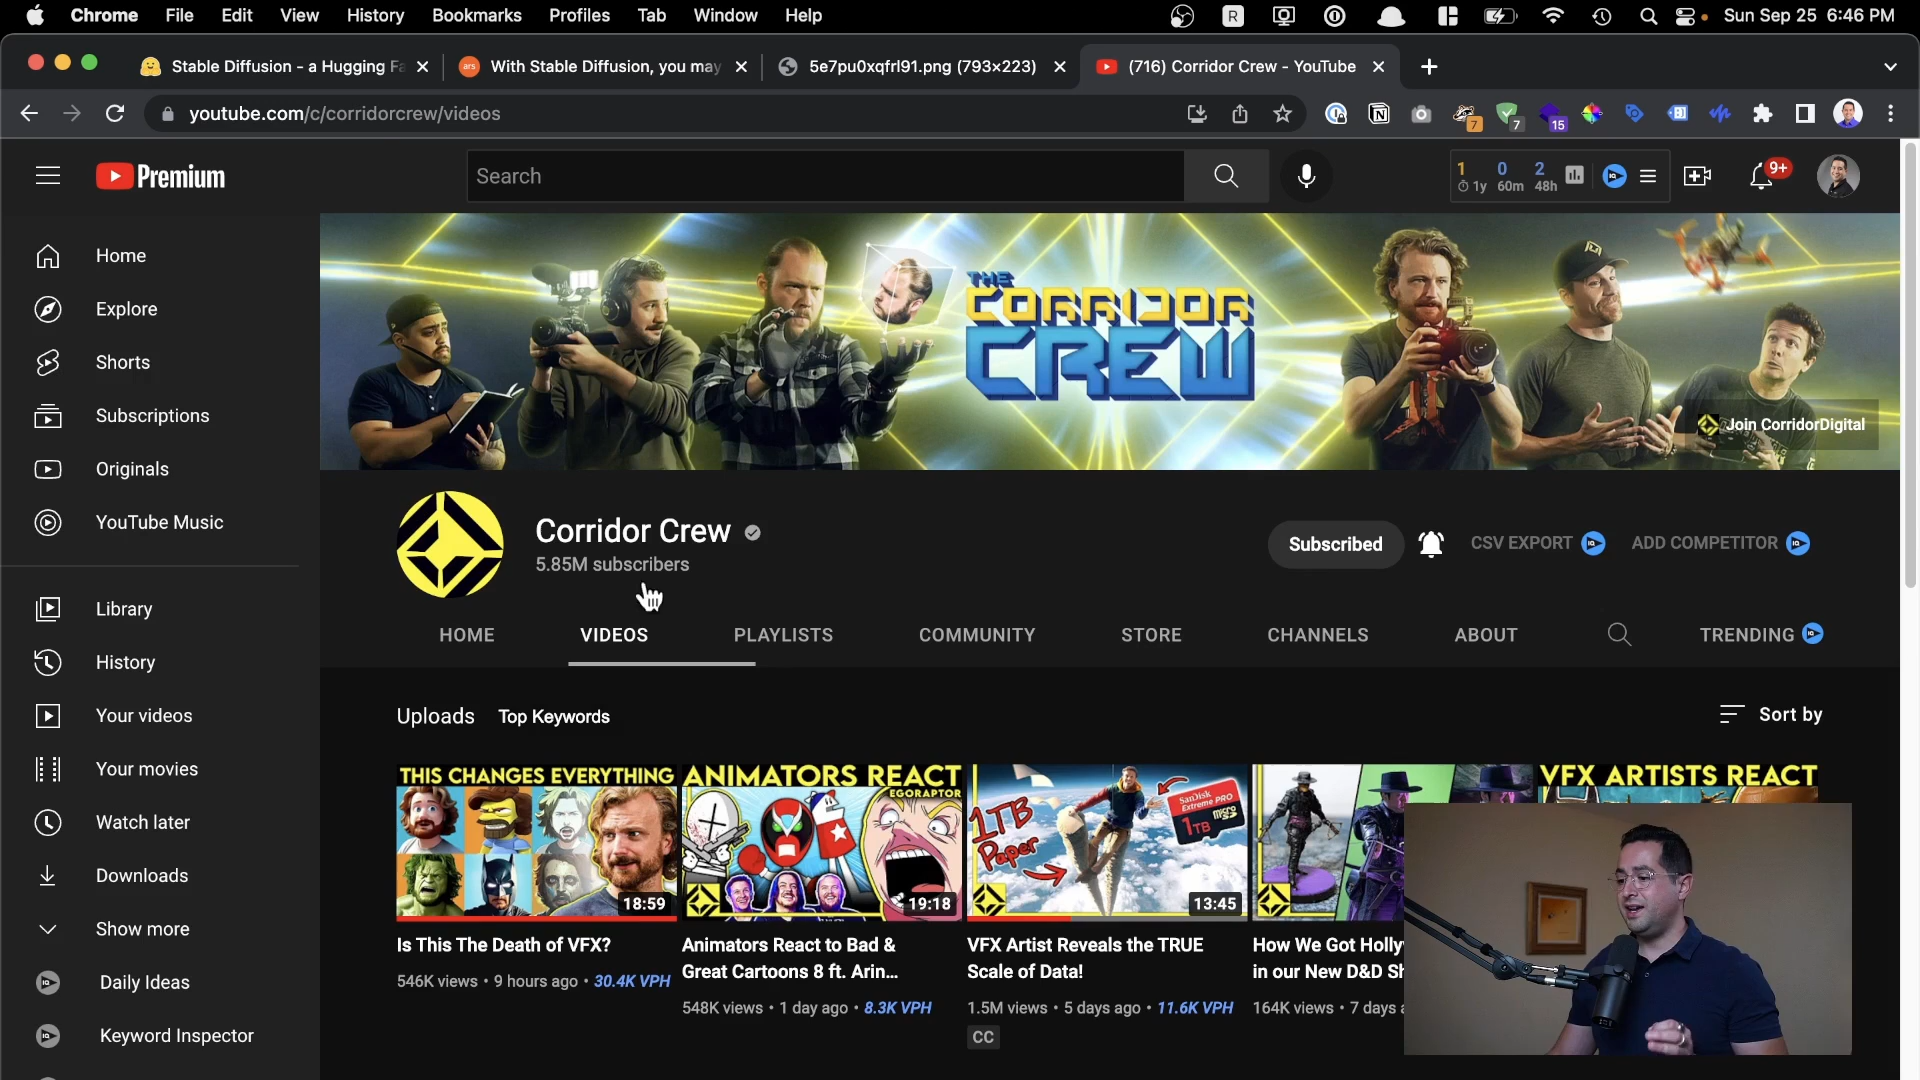 Chrome File Edit View History Bookmarks Profiles Tab Window Help
R
Sun Sep 25 6:46 PM
Stable Diffusion - a Hugging Fa
ars With Stable Diffusion, you may
5e7pu0xqfrl91.png (793×223)
(716) Corridor Crew - YouTube
youtube.com/c/corridorcrew/videos
7
7
15
Premium
Search
1 0 2
1y 60m 48h
9+
Home
Explore
Shorts
Subscriptions
Originals
YouTube Music
Library
History
Your videos
Your movies
Watch later
Downloads
Show more
Daily Ideas
Keyword Inspector
THE
CORRIDOR
CREW
Join CorridorDigital
Corridor Crew
5.85M subscribers
Subscribed
CSV EXPORT
ADD COMPETITOR
HOME VIDEOS PLAYLISTS COMMUNITY STORE CHANNELS ABOUT TRENDING
Uploads Top Keywords
Sort by
THIS CHANGES EVERYTHING
18:59
Is This The Death of VFX?
546K views • 9 hours ago • 30.4K VPH
ANIMATORS REACT
EGORAPTOR
19:18
Animators React to Bad &
Great Cartoons 8 ft. Arin...
548K views • 1 day ago • 8.3K VPH
1TB
Paper
SanDisk
Extreme PRO
1TB
micro
13:45
VFX Artist Reveals the TRUE
Scale of Data!
1.5M views • 5 days ago • 11.6K VPH
CC
How We Got Holly
in our New D&D Sh
164K views • 7 days a
VFX ARTISTS REACT